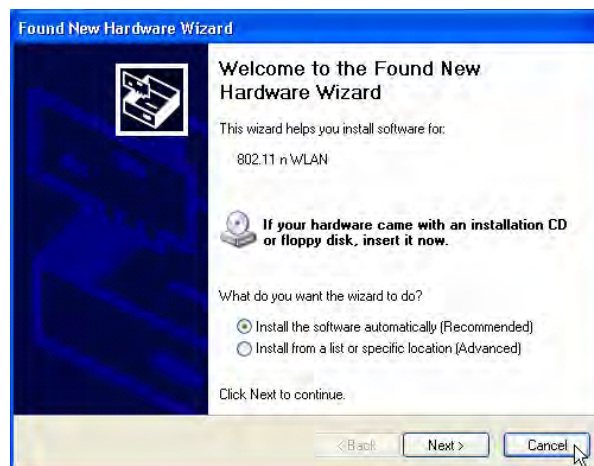 Found New Hardware Wizard
Welcome to the Found New
Hardware Wizard
This wizard helps you install software for:
802.11 n WLAN
If your hardware came with an installation CD
or floppy disk, insert it now.
What do you want the wizard to do?
Install the software automatically (Recommended)
Install from a list or specific location (Advanced)
Click Next to continue.
< Back Next > Cancel